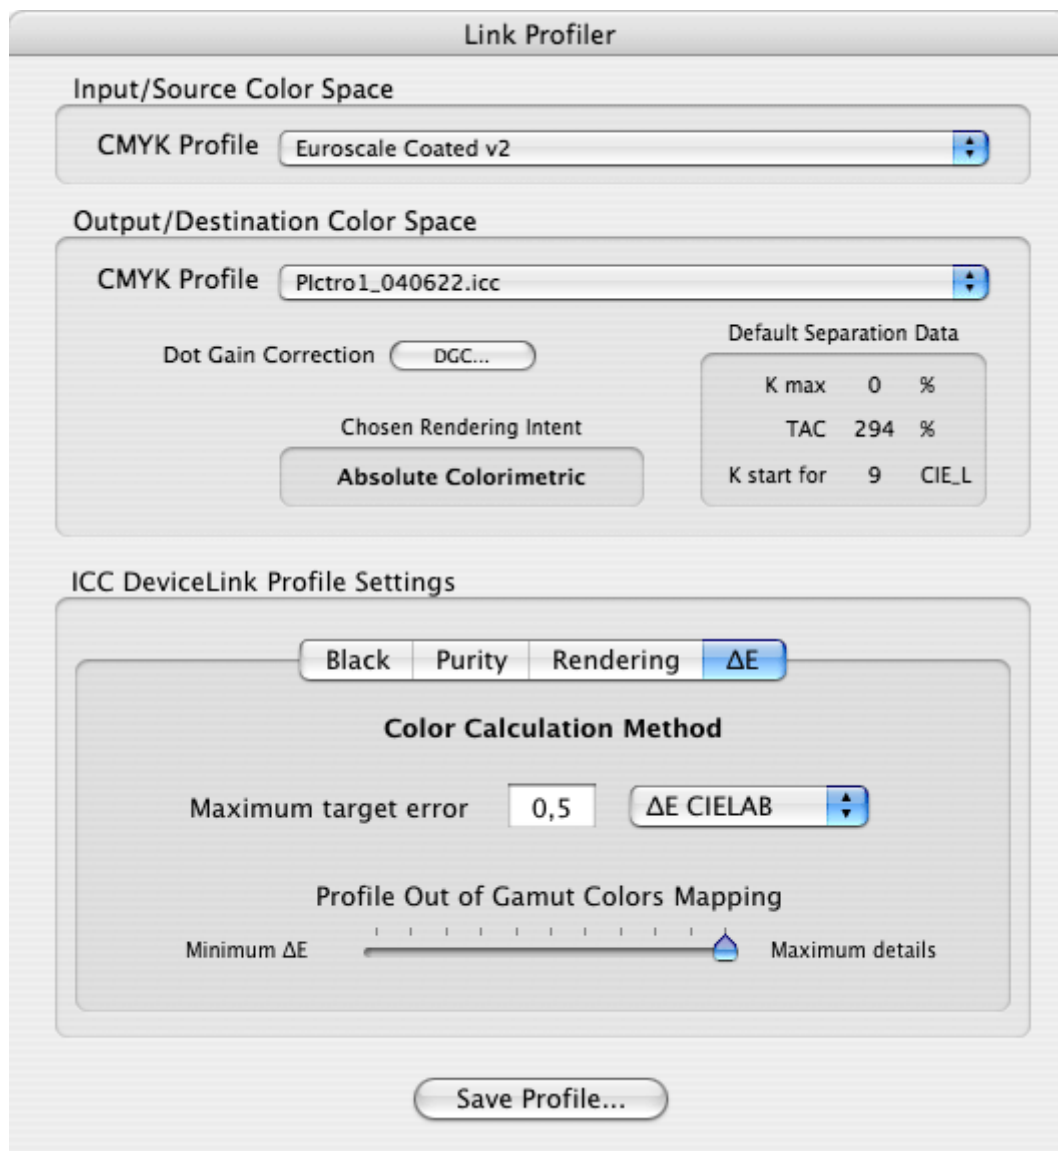 Link Profiler
Input/Source Color Space
CMYK Profile Euroscale Coated v2
Output/Destination Color Space
CMYK Profile PIctro1_040622.icc
Default Separation Data
Dot Gain Correction DGC...
K max 0 %
Chosen Rendering Intent
TAC 294 %
Absolute Colorimetric
K start for 9 CIE_L
ICC DeviceLink Profile Settings
Black Purity Rendering ΔE
Color Calculation Method
Maximum target error 0,5 ΔE CIELAB
Profile Out of Gamut Colors Mapping
Minimum ΔE Maximum details
Save Profile...